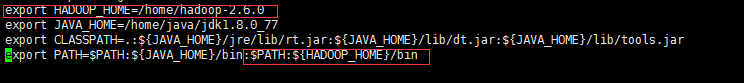 export HADOOP_HOME=/home/hadoop-2.6.0
export JAVA_HOME=/home/java/jdk1.8.0_77
export CLASSPATH=.:${JAVA_HOME}/jre/lib/rt.jar:${JAVA_HOME}/lib/dt.jar:${JAVA_HOME}/lib/tools.jar
export PATH=$PATH:${JAVA_HOME}/bin:$PATH:${HADOOP_HOME}/bin